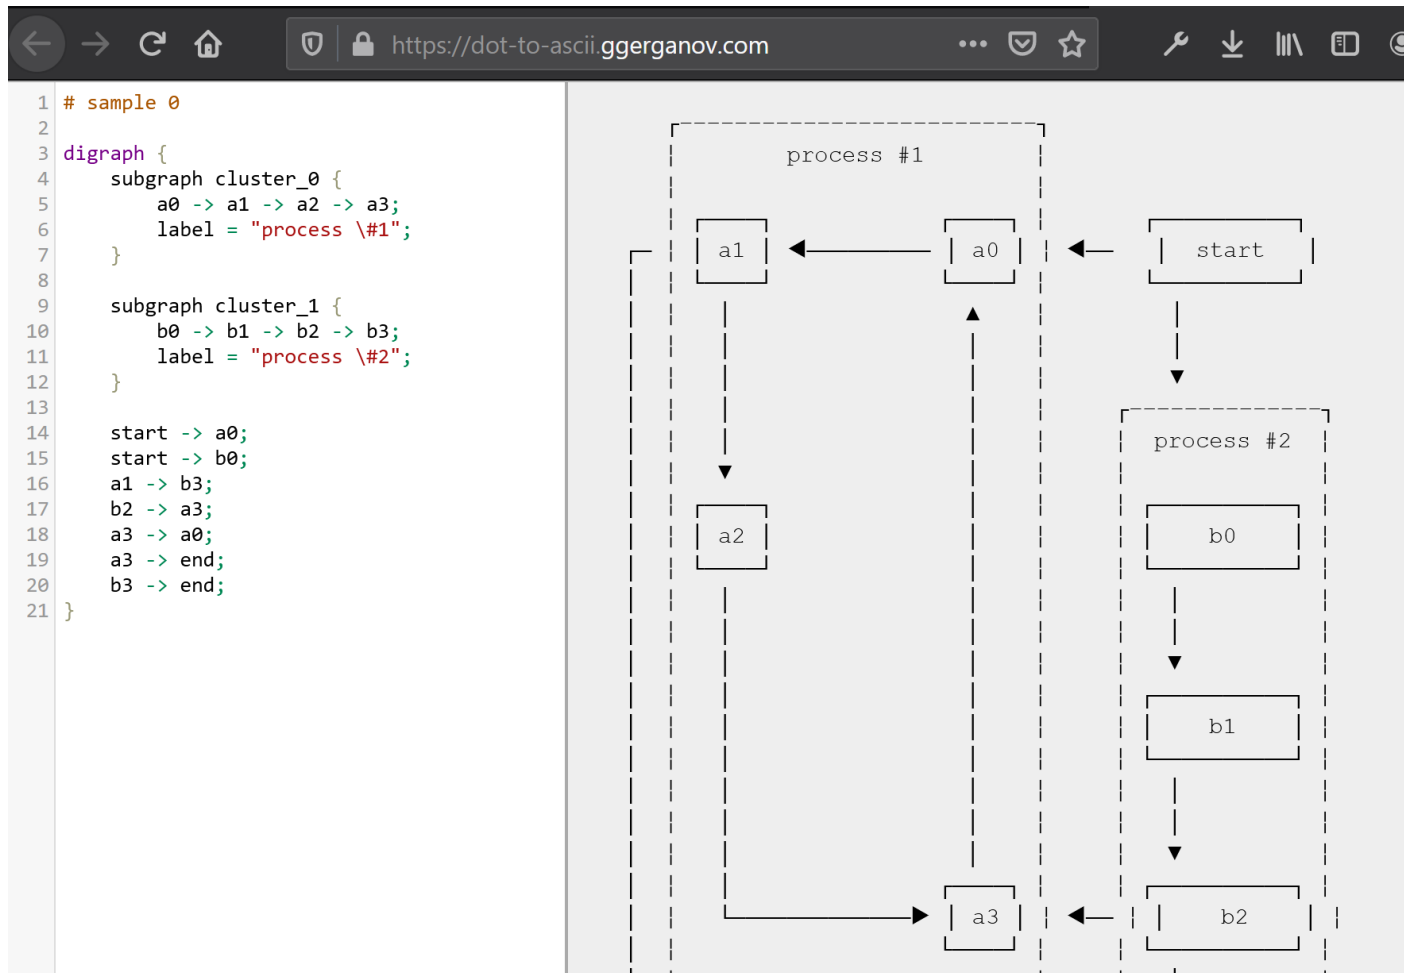 https://dot-to-ascii.ggerganov.com
1 # sample 0
2
3 digraph {
4     subgraph cluster_0 {
5         a0 -> a1 -> a2 -> a3;
6         label = "process \#1";
7     }
8
9     subgraph cluster_1 {
10         b0 -> b1 -> b2 -> b3;
11         label = "process \#2";
12     }
13
14     start -> a0;
15     start -> b0;
16     a1 -> b3;
17     b2 -> a3;
18     a3 -> a0;
19     a3 -> end;
20     b3 -> end;
21 }
process #1
a1 a0 start
process #2
a2 b0
b1
a3 b2